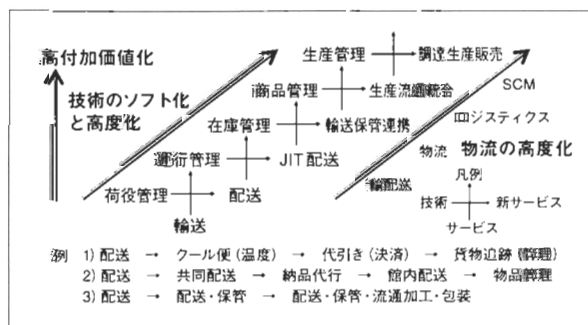 生産管理 → 調達生産販売
高付加価値化
SCM
技術のソフト化
と高度化
商品管理 → 生産流通統合
ロジスティクス
在庫管理 → 輸送保管連携
物流 物流の高度化
運行管理 → JIT配送
輸配送
凡例
荷役管理 → 配送
技術 → 新サービス
輸送
サービス
例 1) 配送 → クール便(温度) → 代引き(決済) → 貨物追跡(管理)
2) 配送 → 共同配送 → 納品代行 → 館内配送 → 物品管理
3) 配送 → 配送・保管 → 配送・保管・流通加工・包装